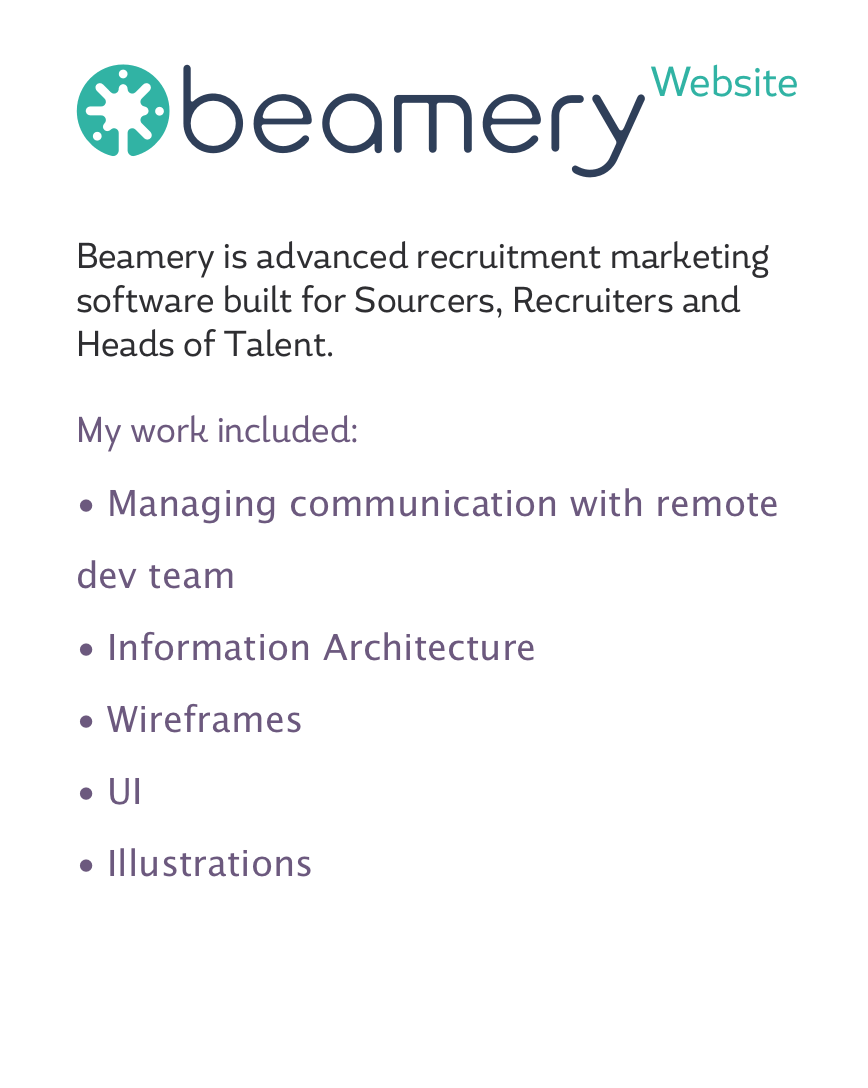 beamery Website
Beamery is advanced recruitment marketing
software built for Sourcers, Recruiters and
Heads of Talent.
My work included:
• Managing communication with remote
dev team
• Information Architecture
• Wireframes
• UI
• Illustrations